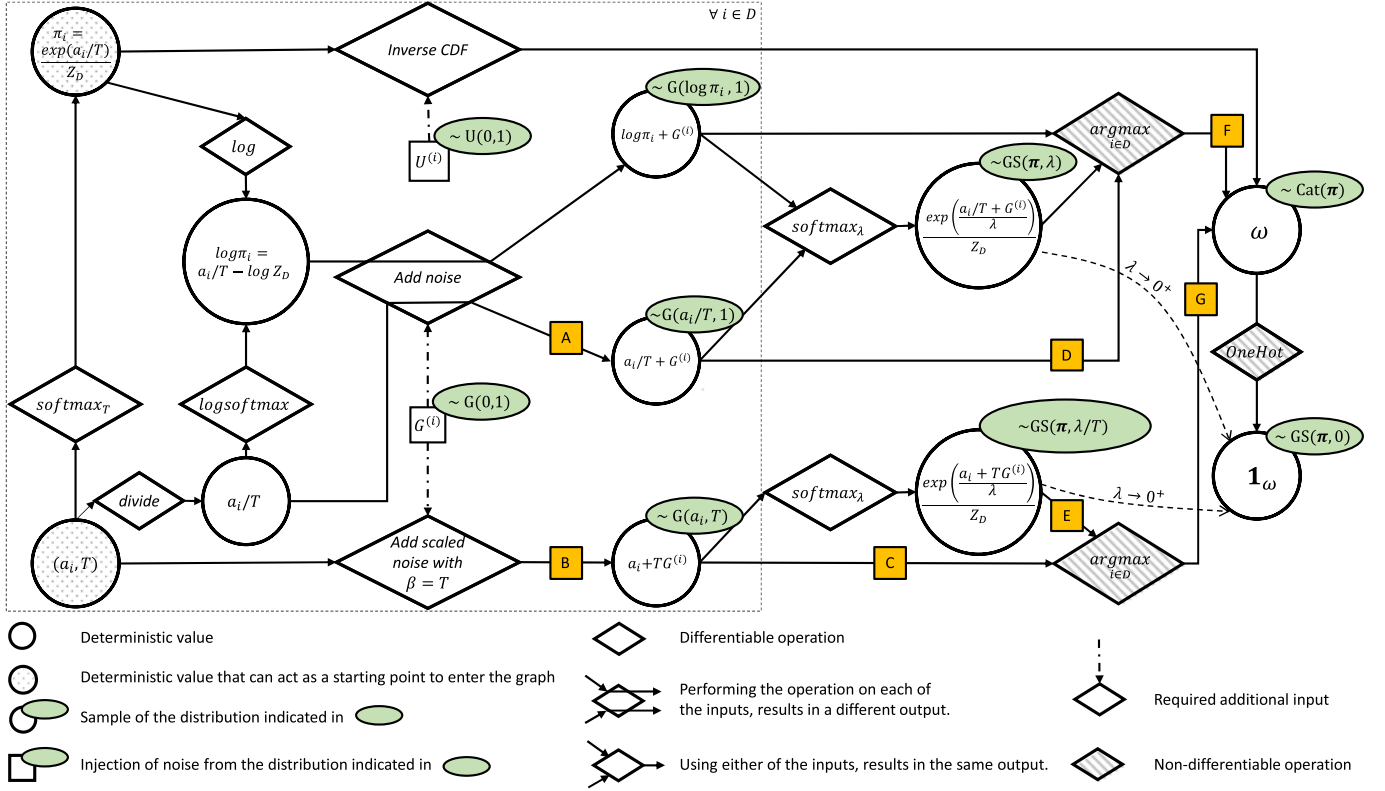 ∀ i ∈ D
π_i =
exp(a_i/T)
Z_D
Inverse CDF
~ U(0,1)
U^(i)
log
~ G(log π_i , 1)
logπ_i + G^(i)
argmax
i∈D
F
~GS(π, λ)
exp( (a_i/T + G^(i)) / λ )
Z_D
softmax_λ
~ Cat(π)
ω
logπ_i =
a_i/T − log Z_D
Add noise
λ → 0⁺
G
A
~G(a_i/T, 1)
a_i/T + G^(i)
D
OneHot
softmax_T
logsoftmax
~ G(0,1)
G^(i)
~GS(π, λ/T)
exp( (a_i + TG^(i)) / λ )
Z_D
~ GS(π, 0)
𝟏_ω
divide
a_i/T
softmax_λ
λ → 0⁺
E
~ G(a_i, T)
(a_i, T)
Add scaled
noise with
β = T
B
a_i+TG^(i)
C
argmax
i∈D
Deterministic value
Differentiable operation
Deterministic value that can act as a starting point to enter the graph
Performing the operation on each of
the inputs, results in a different output.
Required additional input
Sample of the distribution indicated in
Injection of noise from the distribution indicated in
Using either of the inputs, results in the same output.
Non-differentiable operation